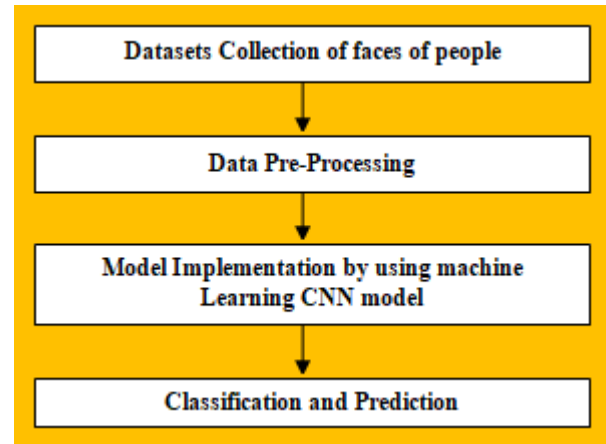 Datasets Collection of faces of people
Data Pre-Processing
Model Implementation by using machine
Learning CNN model
Classification and Prediction